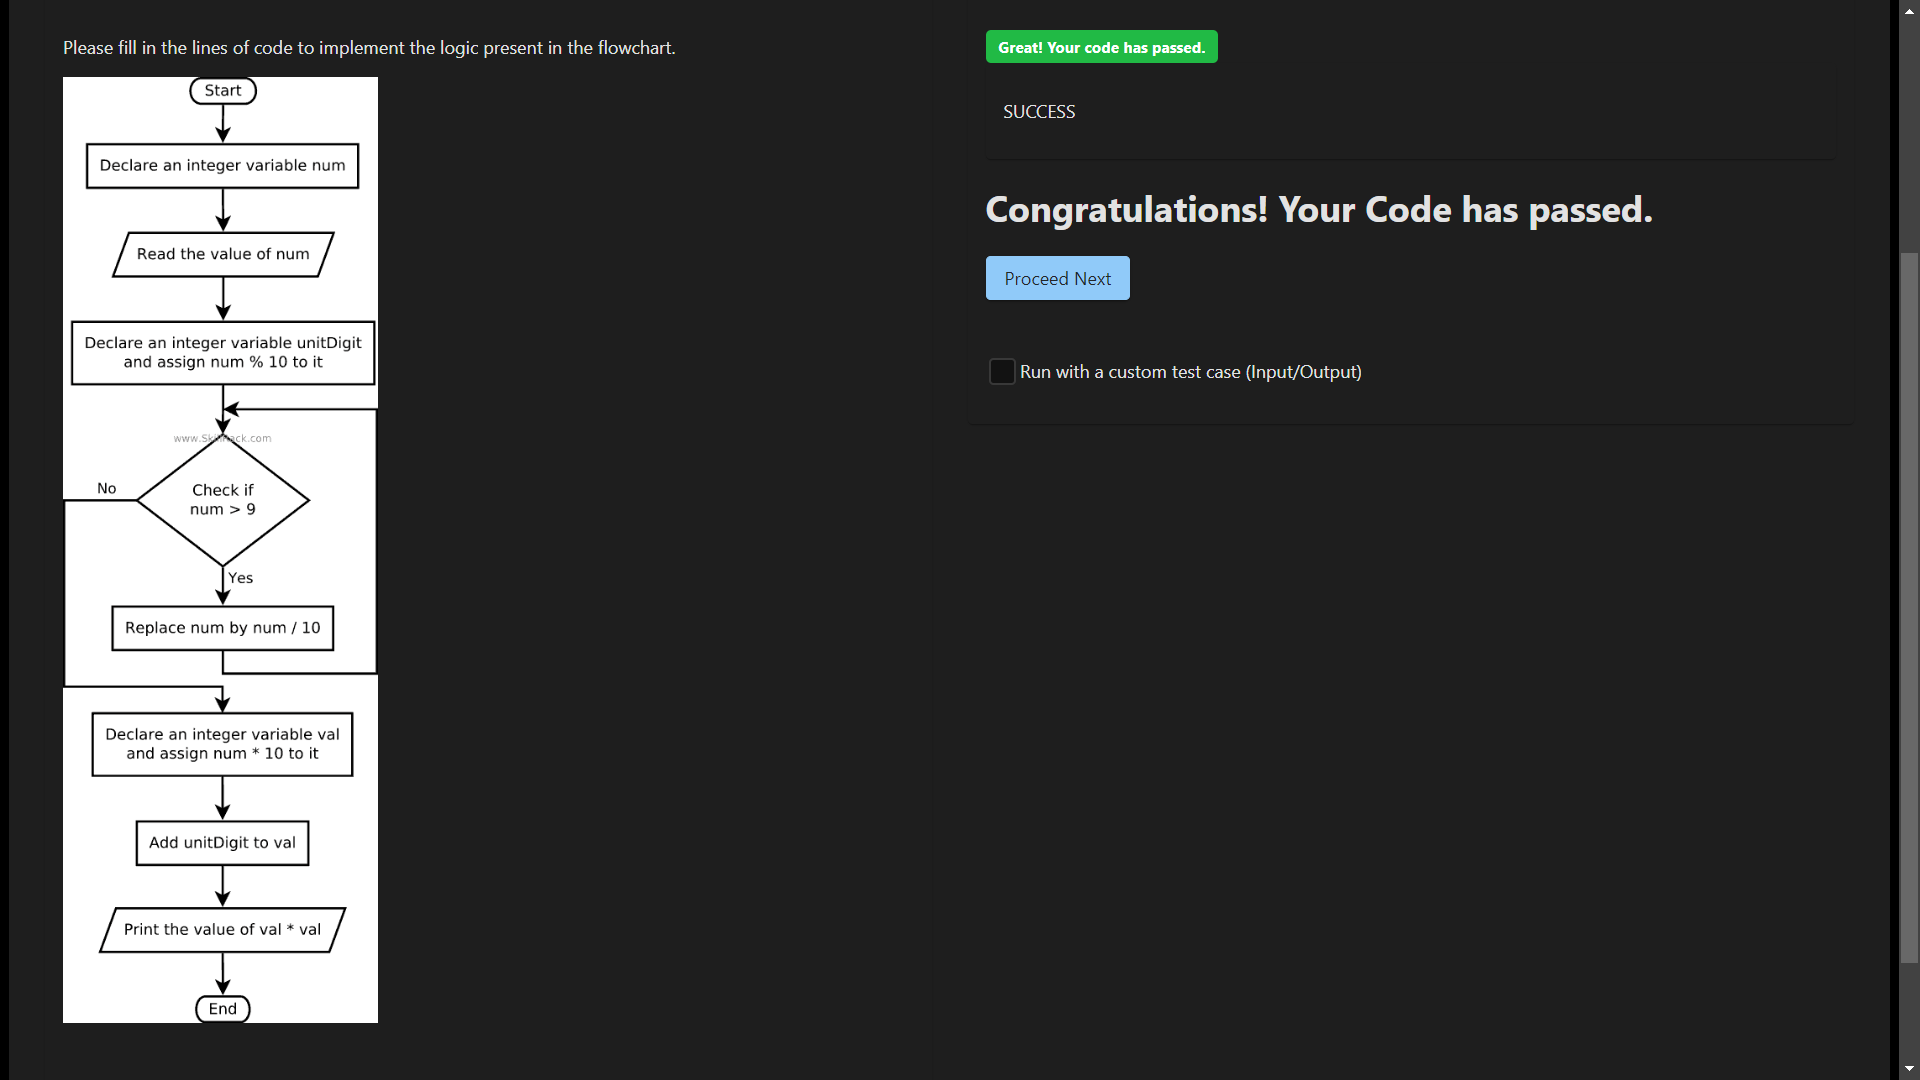 Please fill in the lines of code to implement the logic present in the flowchart.
Start
Declare an integer variable num
Read the value of num
Declare an integer variable unitDigit
and assign num % 10 to it
www.SkillRack.com
No
Check if
num > 9
Yes
Replace num by num / 10
Declare an integer variable val
and assign num * 10 to it
Add unitDigit to val
Print the value of val * val
End
Great! Your code has passed.
SUCCESS
Congratulations! Your Code has passed.
Proceed Next
Run with a custom test case (Input/Output)